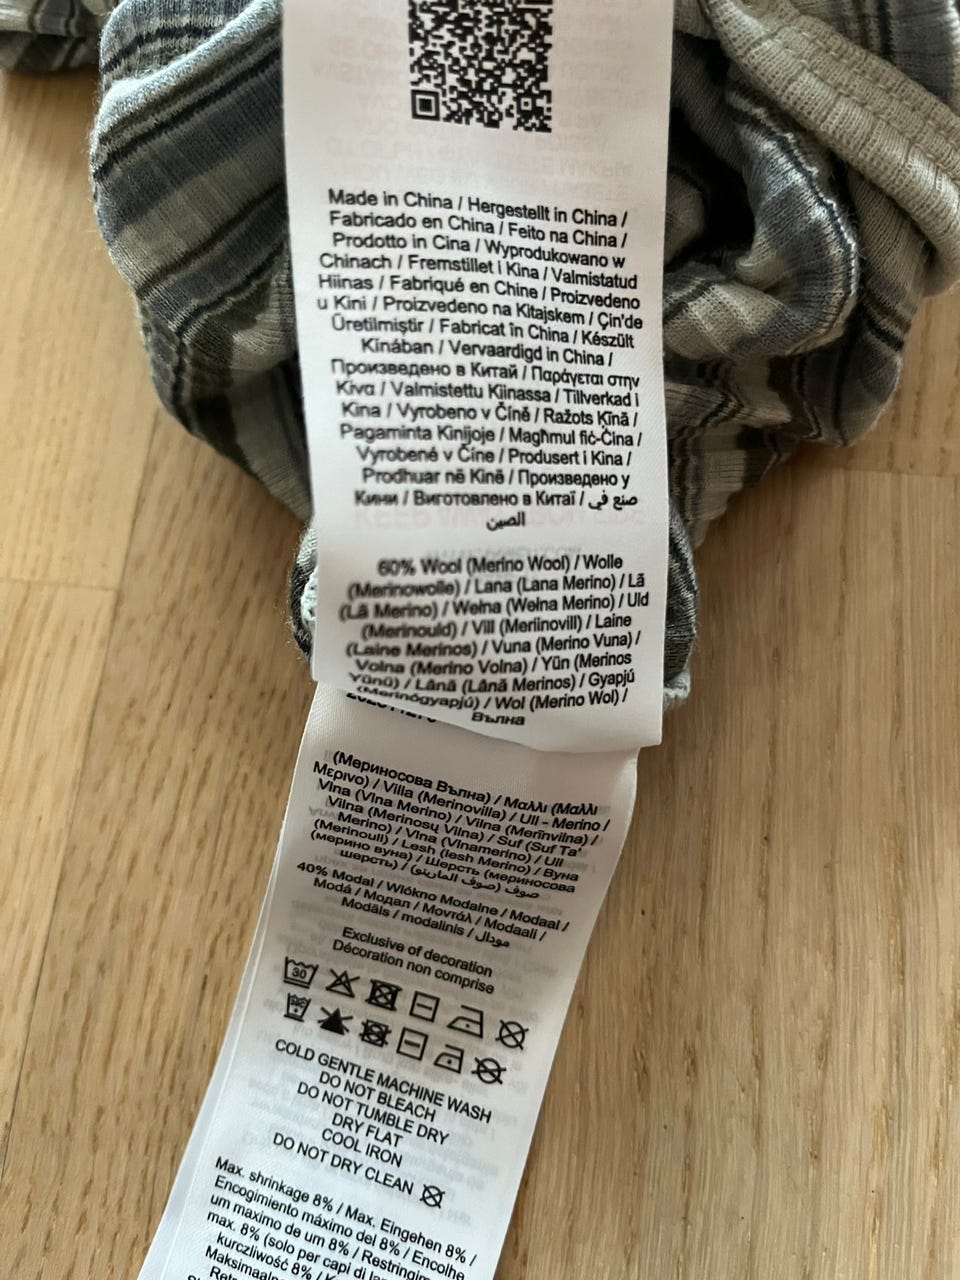 Made in China / Hergestellt in China /
Fabricado en China / Feito na China /
Prodotto in Cina / Wyprodukowano w
Chinach / Fremstillet i Kina / Valmistatud
Hiinas / Fabriqué en Chine / Proizvedeno
u Kini / Proizvedeno na Kitajskem / Çin'de
Üretilmiştir / Fabricat în China / Készült
Kínában / Vervaardigd in China /
Произведено в Китай / Παράγεται στην
Κίνα / Valmistettu Kiinassa / Tillverkad i
Kina / Vyrobeno v Číně / Ražots Ķīnā /
Pagaminta Kinijoje / Magħmul fiċ-Ċina /
Vyrobené v Číne / Produsert i Kina /
Prodhuar në Kinë / Произведено у
Кини / Виготовлено в Китаї / صنع في
الصين
60% Wool (Merino Wool) / Wolle
(Merinowolle) / Lana (Lana Merino) / Lã
(Lã Merino) / Wełna (Wełna Merino) / Uld
(Merinould) / Vill (Meriinovill) / Laine
(Laine Merinos) / Vuna (Merino Vuna) /
Volna (Merino Volna) / Yün (Merinos
Yünü) / Lână (Lână Merinos) / Gyapjú
(Merinógyapjú) / Wol (Merino Wol) /
Вълна
(Мериносова Вълна) / Μαλλι (Μαλλι
Μερινο) / Villa (Merinovilla) / Ull - Merino /
Vlna (Vlna Merino) / Vilna (Merīnvilna) /
Vilna (Merinosų Vilna) / Suf (Suf Ta'
Merino) / Vlna (Vlnamerino) / Ull
(Merinoull) / Lesh (lesh Merino) / Вуна
(мерино вуна) / Шерсть (мериносова
шерсть) / صوف (صوف المارينو)
40% Modal / Włókno Modalne / Modaal /
Modă / Модал / Μοντάλ / Modaali /
Modāls / modalinis / مودال
Exclusive of decoration
Décoration non comprise
30
COLD GENTLE MACHINE WASH
DO NOT BLEACH
DO NOT TUMBLE DRY
DRY FLAT
COOL IRON
DO NOT DRY CLEAN
Max. shrinkage 8% / Max. Eingehen 8% /
Encogimiento máximo del 8% / Encolhe
um maximo de um 8% / Restringim
max. 8% (solo per capi di la
kurczliwość 8% /
Maksimaalne